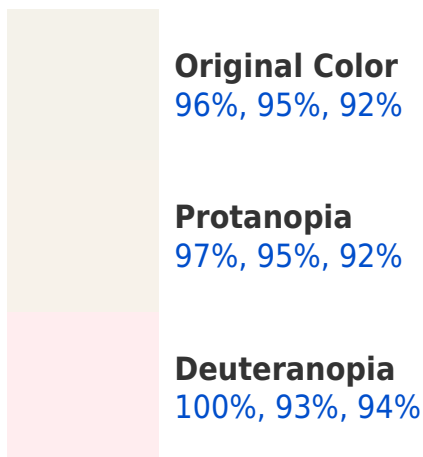 Original Color
96%, 95%, 92%
Protanopia
97%, 95%, 92%
Deuteranopia
100%, 93%, 94%